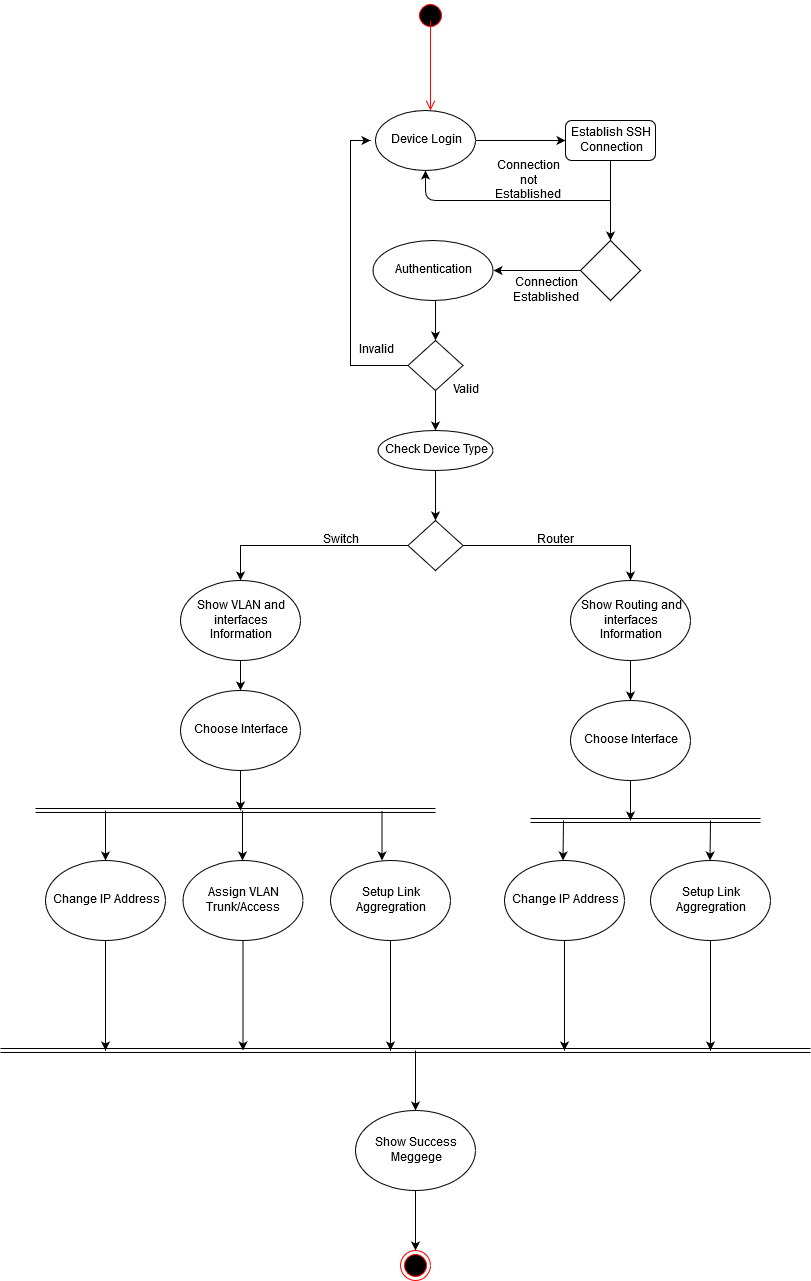 Device Login
Establish SSH
Connection
Connection
not
Established
Authentication
Connection
Established
Invalid
Valid
Check Device Type
Switch
Router
Show VLAN and
interfaces
Information
Show Routing and
interfaces
Information
Choose Interface
Choose Interface
Change IP Address
Assign VLAN
Trunk/Access
Setup Link
Aggregration
Change IP Address
Setup Link
Aggregration
Show Success
Meggege